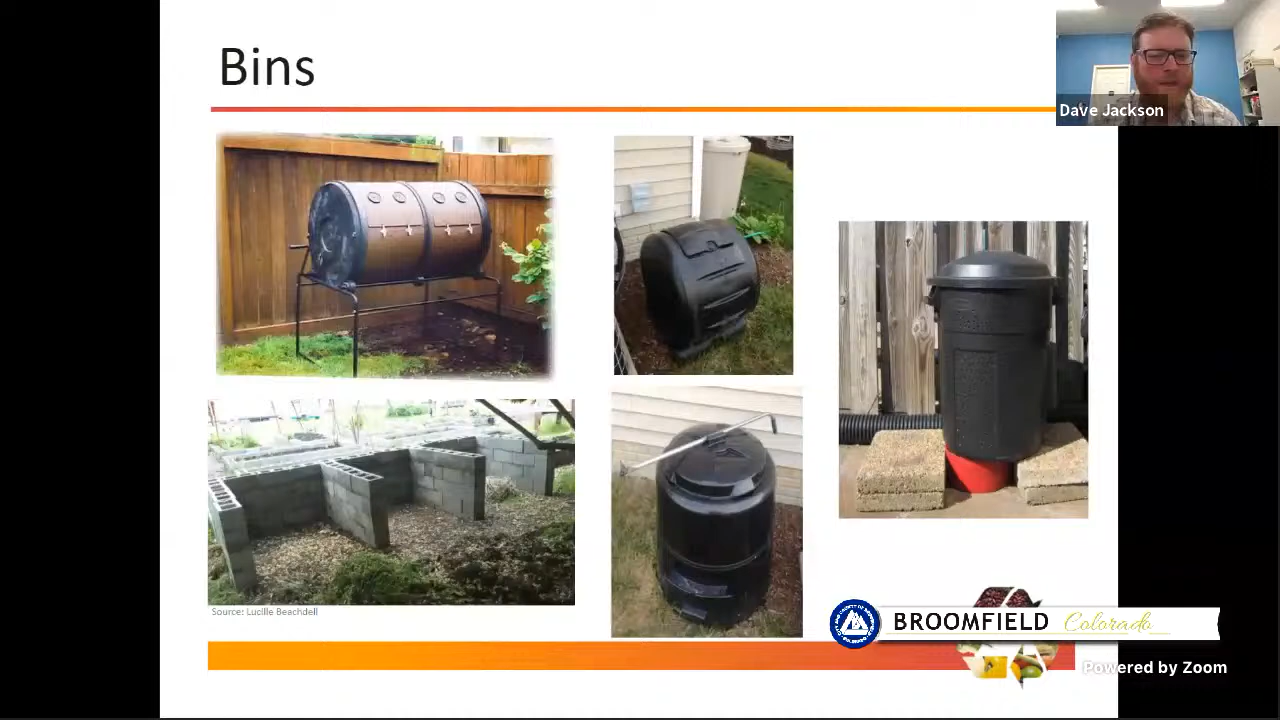 Bins
Dave Jackson
Source: Lucille Beachdell
BROOMFIELD Colorado
Powered by Zoom